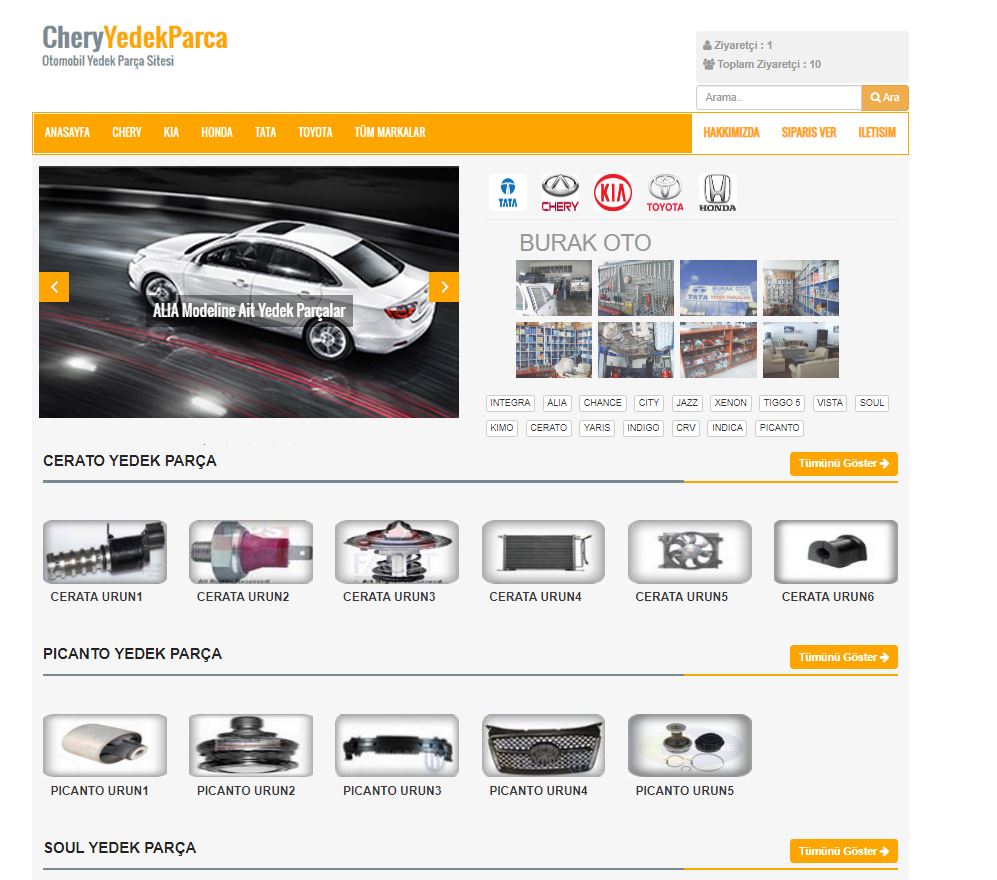 CheryYedekParca
Otomobil Yedek Parça Sitesi
Ziyaretçi : 1
Toplam Ziyaretçi : 10
Arama..
Ara
ANASAYFA CHERY KIA HONDA TATA TOYOTA TÜM MARKALAR HAKKIMIZDA SIPARIS VER ILETISIM
ALIA Modeline Ait Yedek Parçalar
TATA CHERY KIA TOYOTA HONDA
BURAK OTO
BURAK OTO
TATA
INTEGRA ALIA CHANCE CITY JAZZ XENON TIGGO 5 VISTA SOUL
KIMO CERATO YARIS INDIGO CRV INDICA PICANTO
CERATO YEDEK PARÇA
Tümünü Göster
CERATA URUN1 CERATA URUN2 CERATA URUN3 CERATA URUN4 CERATA URUN5 CERATA URUN6
PICANTO YEDEK PARÇA
Tümünü Göster
PICANTO URUN1 PICANTO URUN2 PICANTO URUN3 PICANTO URUN4 PICANTO URUN5
SOUL YEDEK PARÇA
Tümünü Göster